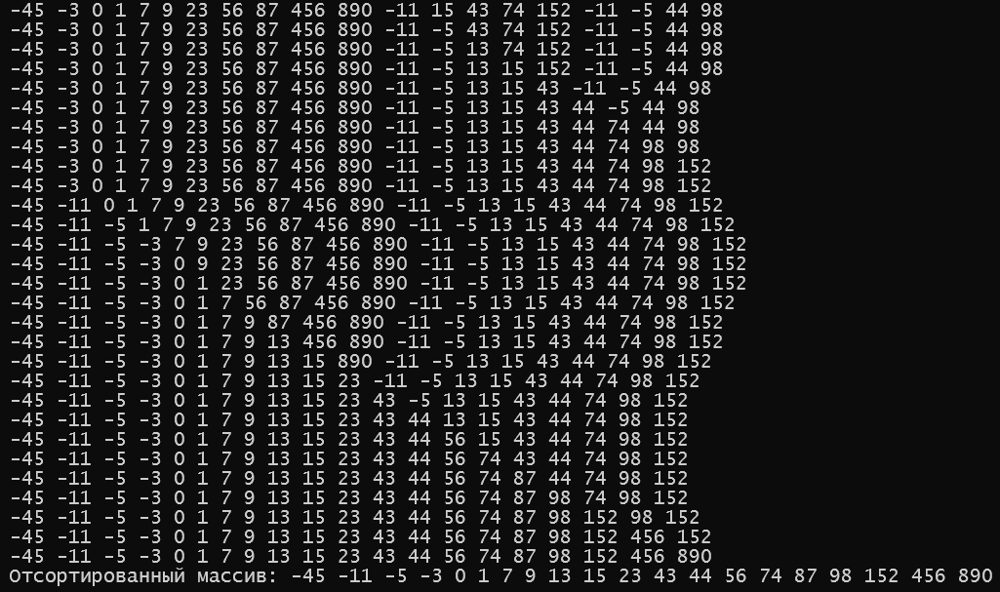 -45 -3 0 1 7 9 23 56 87 456 890 -11 15 43 74 152 -11 -5 44 98
-45 -3 0 1 7 9 23 56 87 456 890 -11 -5 43 74 152 -11 -5 44 98
-45 -3 0 1 7 9 23 56 87 456 890 -11 -5 13 74 152 -11 -5 44 98
-45 -3 0 1 7 9 23 56 87 456 890 -11 -5 13 15 152 -11 -5 44 98
-45 -3 0 1 7 9 23 56 87 456 890 -11 -5 13 15 43 -11 -5 44 98
-45 -3 0 1 7 9 23 56 87 456 890 -11 -5 13 15 43 44 -5 44 98
-45 -3 0 1 7 9 23 56 87 456 890 -11 -5 13 15 43 44 74 44 98
-45 -3 0 1 7 9 23 56 87 456 890 -11 -5 13 15 43 44 74 98 98
-45 -3 0 1 7 9 23 56 87 456 890 -11 -5 13 15 43 44 74 98 152
-45 -3 0 1 7 9 23 56 87 456 890 -11 -5 13 15 43 44 74 98 152
-45 -11 0 1 7 9 23 56 87 456 890 -11 -5 13 15 43 44 74 98 152
-45 -11 -5 1 7 9 23 56 87 456 890 -11 -5 13 15 43 44 74 98 152
-45 -11 -5 -3 7 9 23 56 87 456 890 -11 -5 13 15 43 44 74 98 152
-45 -11 -5 -3 0 9 23 56 87 456 890 -11 -5 13 15 43 44 74 98 152
-45 -11 -5 -3 0 1 23 56 87 456 890 -11 -5 13 15 43 44 74 98 152
-45 -11 -5 -3 0 1 7 56 87 456 890 -11 -5 13 15 43 44 74 98 152
-45 -11 -5 -3 0 1 7 9 87 456 890 -11 -5 13 15 43 44 74 98 152
-45 -11 -5 -3 0 1 7 9 13 456 890 -11 -5 13 15 43 44 74 98 152
-45 -11 -5 -3 0 1 7 9 13 15 890 -11 -5 13 15 43 44 74 98 152
-45 -11 -5 -3 0 1 7 9 13 15 23 -11 -5 13 15 43 44 74 98 152
-45 -11 -5 -3 0 1 7 9 13 15 23 43 -5 13 15 43 44 74 98 152
-45 -11 -5 -3 0 1 7 9 13 15 23 43 44 13 15 43 44 74 98 152
-45 -11 -5 -3 0 1 7 9 13 15 23 43 44 56 15 43 44 74 98 152
-45 -11 -5 -3 0 1 7 9 13 15 23 43 44 56 74 43 44 74 98 152
-45 -11 -5 -3 0 1 7 9 13 15 23 43 44 56 74 87 44 74 98 152
-45 -11 -5 -3 0 1 7 9 13 15 23 43 44 56 74 87 98 74 98 152
-45 -11 -5 -3 0 1 7 9 13 15 23 43 44 56 74 87 98 152 98 152
-45 -11 -5 -3 0 1 7 9 13 15 23 43 44 56 74 87 98 152 456 152
-45 -11 -5 -3 0 1 7 9 13 15 23 43 44 56 74 87 98 152 456 890
Отсортированный массив: -45 -11 -5 -3 0 1 7 9 13 15 23 43 44 56 74 87 98 152 456 890